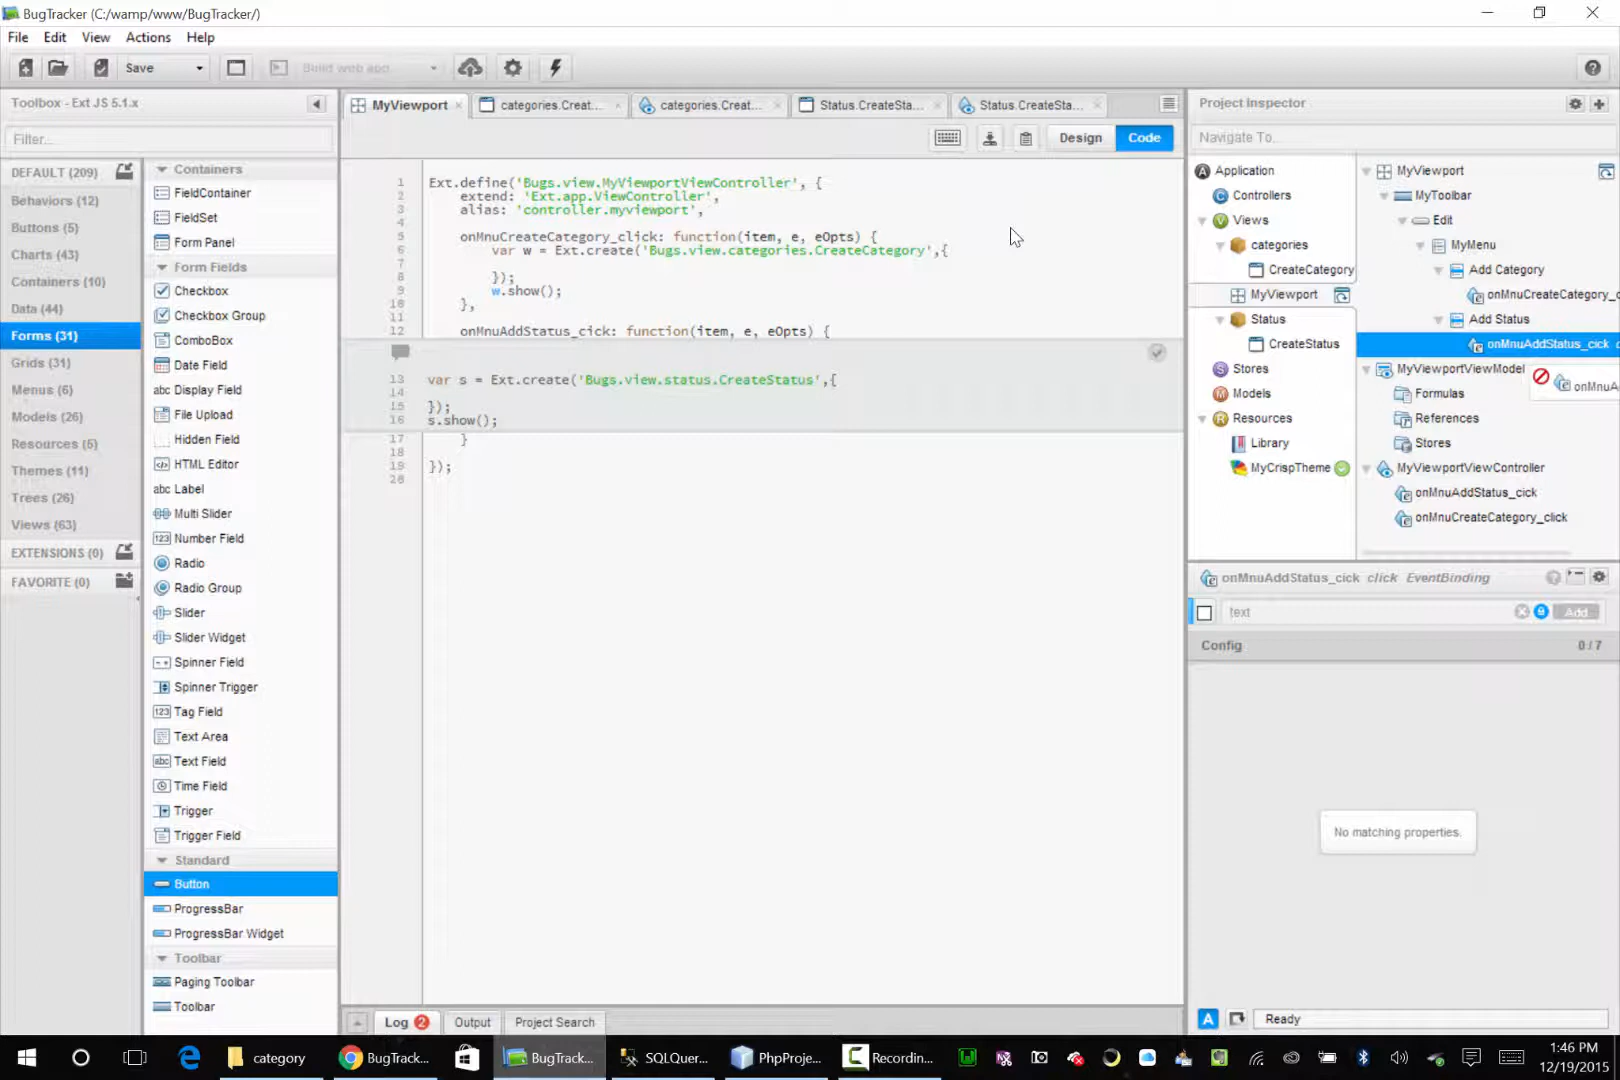 BugTracker (C:/wamp/www/BugTracker/)
File Edit View Actions Help
Save Build web app
Toolbox - Ext JS 5.1.x
Filter...
DEFAULT (209)
Behaviors (12)
Buttons (5)
Charts (43)
Containers (10)
Data (44)
Forms (31)
Grids (31)
Menus (6)
Models (26)
Resources (5)
Themes (11)
Trees (26)
Views (63)
EXTENSIONS (0)
FAVORITE (0)
Containers
FieldContainer
FieldSet
Form Panel
Form Fields
Checkbox
Checkbox Group
ComboBox
Date Field
abc Display Field
File Upload
Hidden Field
HTML Editor
abc Label
Multi Slider
123 Number Field
Radio
Radio Group
Slider
Slider Widget
Spinner Field
Spinner Trigger
123 Tag Field
Text Area
abc Text Field
Time Field
Trigger
Trigger Field
Standard
Button
ProgressBar
ProgressBar Widget
Toolbar
Paging Toolbar
Toolbar
MyViewport categories.Creat... categories.Creat... Status.CreateSta... Status.CreateSta...
Design Code
1 Ext.define('Bugs.view.MyViewportViewController', {
2 extend: 'Ext.app.ViewController',
3 alias: 'controller.myviewport',
4
5 onMnuCreateCategory_click: function(item, e, eOpts) {
6 var w = Ext.create('Bugs.view.categories.CreateCategory',{
7
8 });
9 w.show();
10 },
11
12 onMnuAddStatus_cick: function(item, e, eOpts) {
13 var s = Ext.create('Bugs.view.status.CreateStatus',{
14
15 });
16 s.show();
17 }
18
19 });
20
Log 2 Output Project Search
Project Inspector
Navigate To...
Application
Controllers
Views
categories
CreateCategory
MyViewport
Status
CreateStatus
Stores
Models
Resources
Library
MyCrispTheme
MyViewport
MyToolbar
Edit
MyMenu
Add Category
onMnuCreateCategory_c
Add Status
onMnuAddStatus_cick c
MyViewportViewModel
onMnuA
Formulas
References
Stores
MyViewportViewController
onMnuAddStatus_cick
onMnuCreateCategory_click
onMnuAddStatus_cick click EventBinding
text Add
Config 0 / 7
No matching properties.
A Ready
category BugTrack... BugTrack... SQLQuer... PhpProje... Recordin...
1:46 PM
12/19/2015